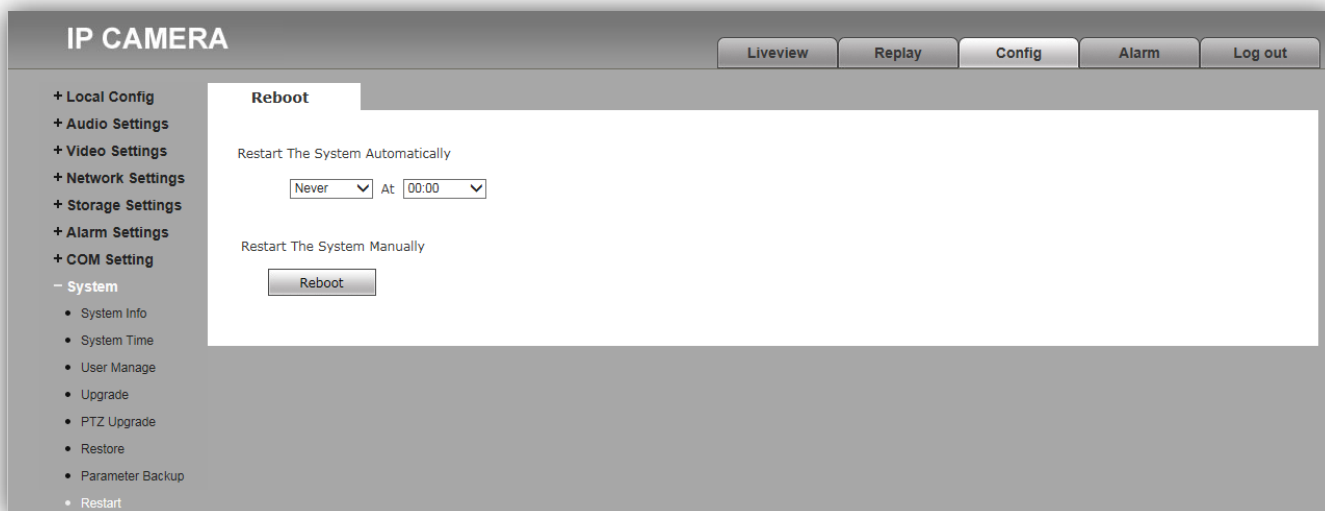 IP CAMERA
Liveview Replay Config Alarm Log out
+ Local Config
+ Audio Settings
+ Video Settings
+ Network Settings
+ Storage Settings
+ Alarm Settings
+ COM Setting
− System
• System Info
• System Time
• User Manage
• Upgrade
• PTZ Upgrade
• Restore
• Parameter Backup
• Restart
Reboot
Restart The System Automatically
Never At 00:00
Restart The System Manually
Reboot